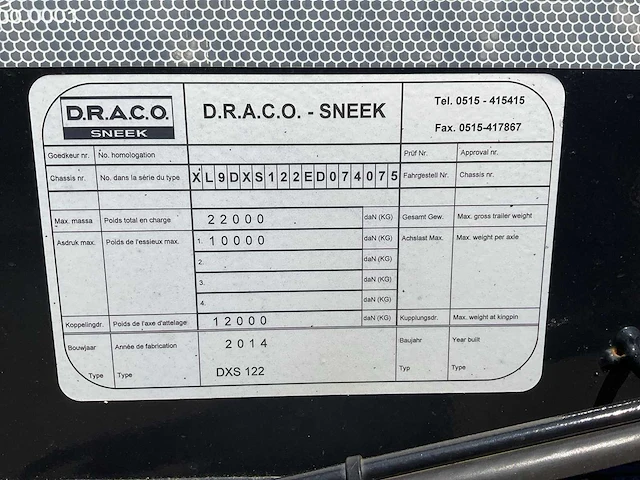 00.0001
D.R.A.C.O. SNEEK
D.R.A.C.O. - SNEEK
Tel. 0515 - 415415
Fax. 0515-417867
Goedkeur nr. No. homologation Prüf Nr. Approval nr.
Chassis nr. No. dans la série du type XL9DXS122ED074075 Fahrgestell Nr. Chassis nr.
Max. massa Poids total en charge 22000 daN (KG) Gesamt Gew. Max. gross trailer weight
Asdruk max. Poids de l'essieux max. 1. 10000 daN (KG) Achslast Max. Max. weight per axle
2. daN (KG)
3. daN (KG)
4. daN (KG)
Koppelingdr. Poids de l'axe d'attelage 12000 daN (KG) Kupplungsdr. Max. weight at kingpin
Bouwjaar Année de fabrication 2014 Baujahr Year built
Type Type DXS 122 Typ Type